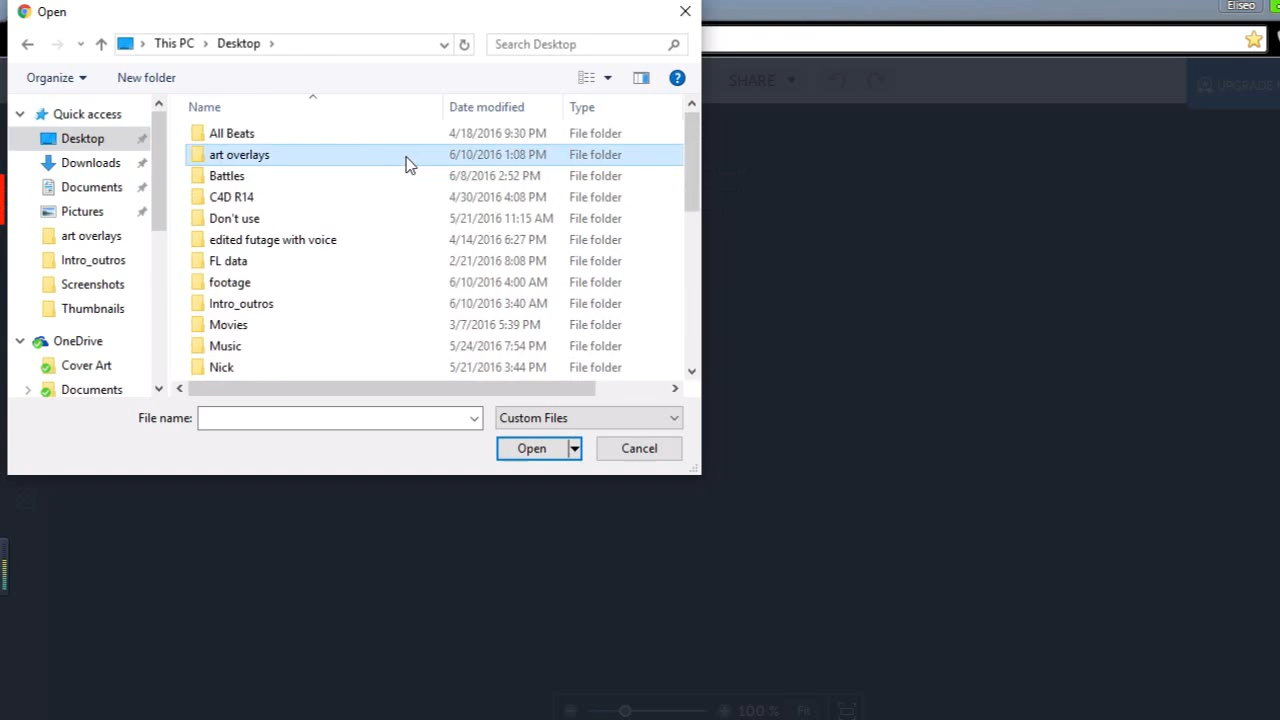 Open
Eliseo
This PC > Desktop >
Search Desktop
Organize
New folder
SHARE
UPGRADE
Name Date modified Type
Quick access
Desktop
Downloads
Documents
Pictures
art overlays
Intro_outros
Screenshots
Thumbnails
OneDrive
Cover Art
Documents
All Beats 4/18/2016 9:30 PM File folder
art overlays 6/10/2016 1:08 PM File folder
Battles 6/8/2016 2:52 PM File folder
C4D R14 4/30/2016 4:08 PM File folder
Don't use 5/21/2016 11:15 AM File folder
edited futage with voice 4/14/2016 6:27 PM File folder
FL data 2/21/2016 8:08 PM File folder
footage 6/10/2016 4:00 AM File folder
Intro_outros 6/10/2016 3:40 AM File folder
Movies 3/7/2016 5:39 PM File folder
Music 5/24/2016 7:54 PM File folder
Nick 5/21/2016 3:44 PM File folder
File name:
Custom Files
Open
Cancel
100 %